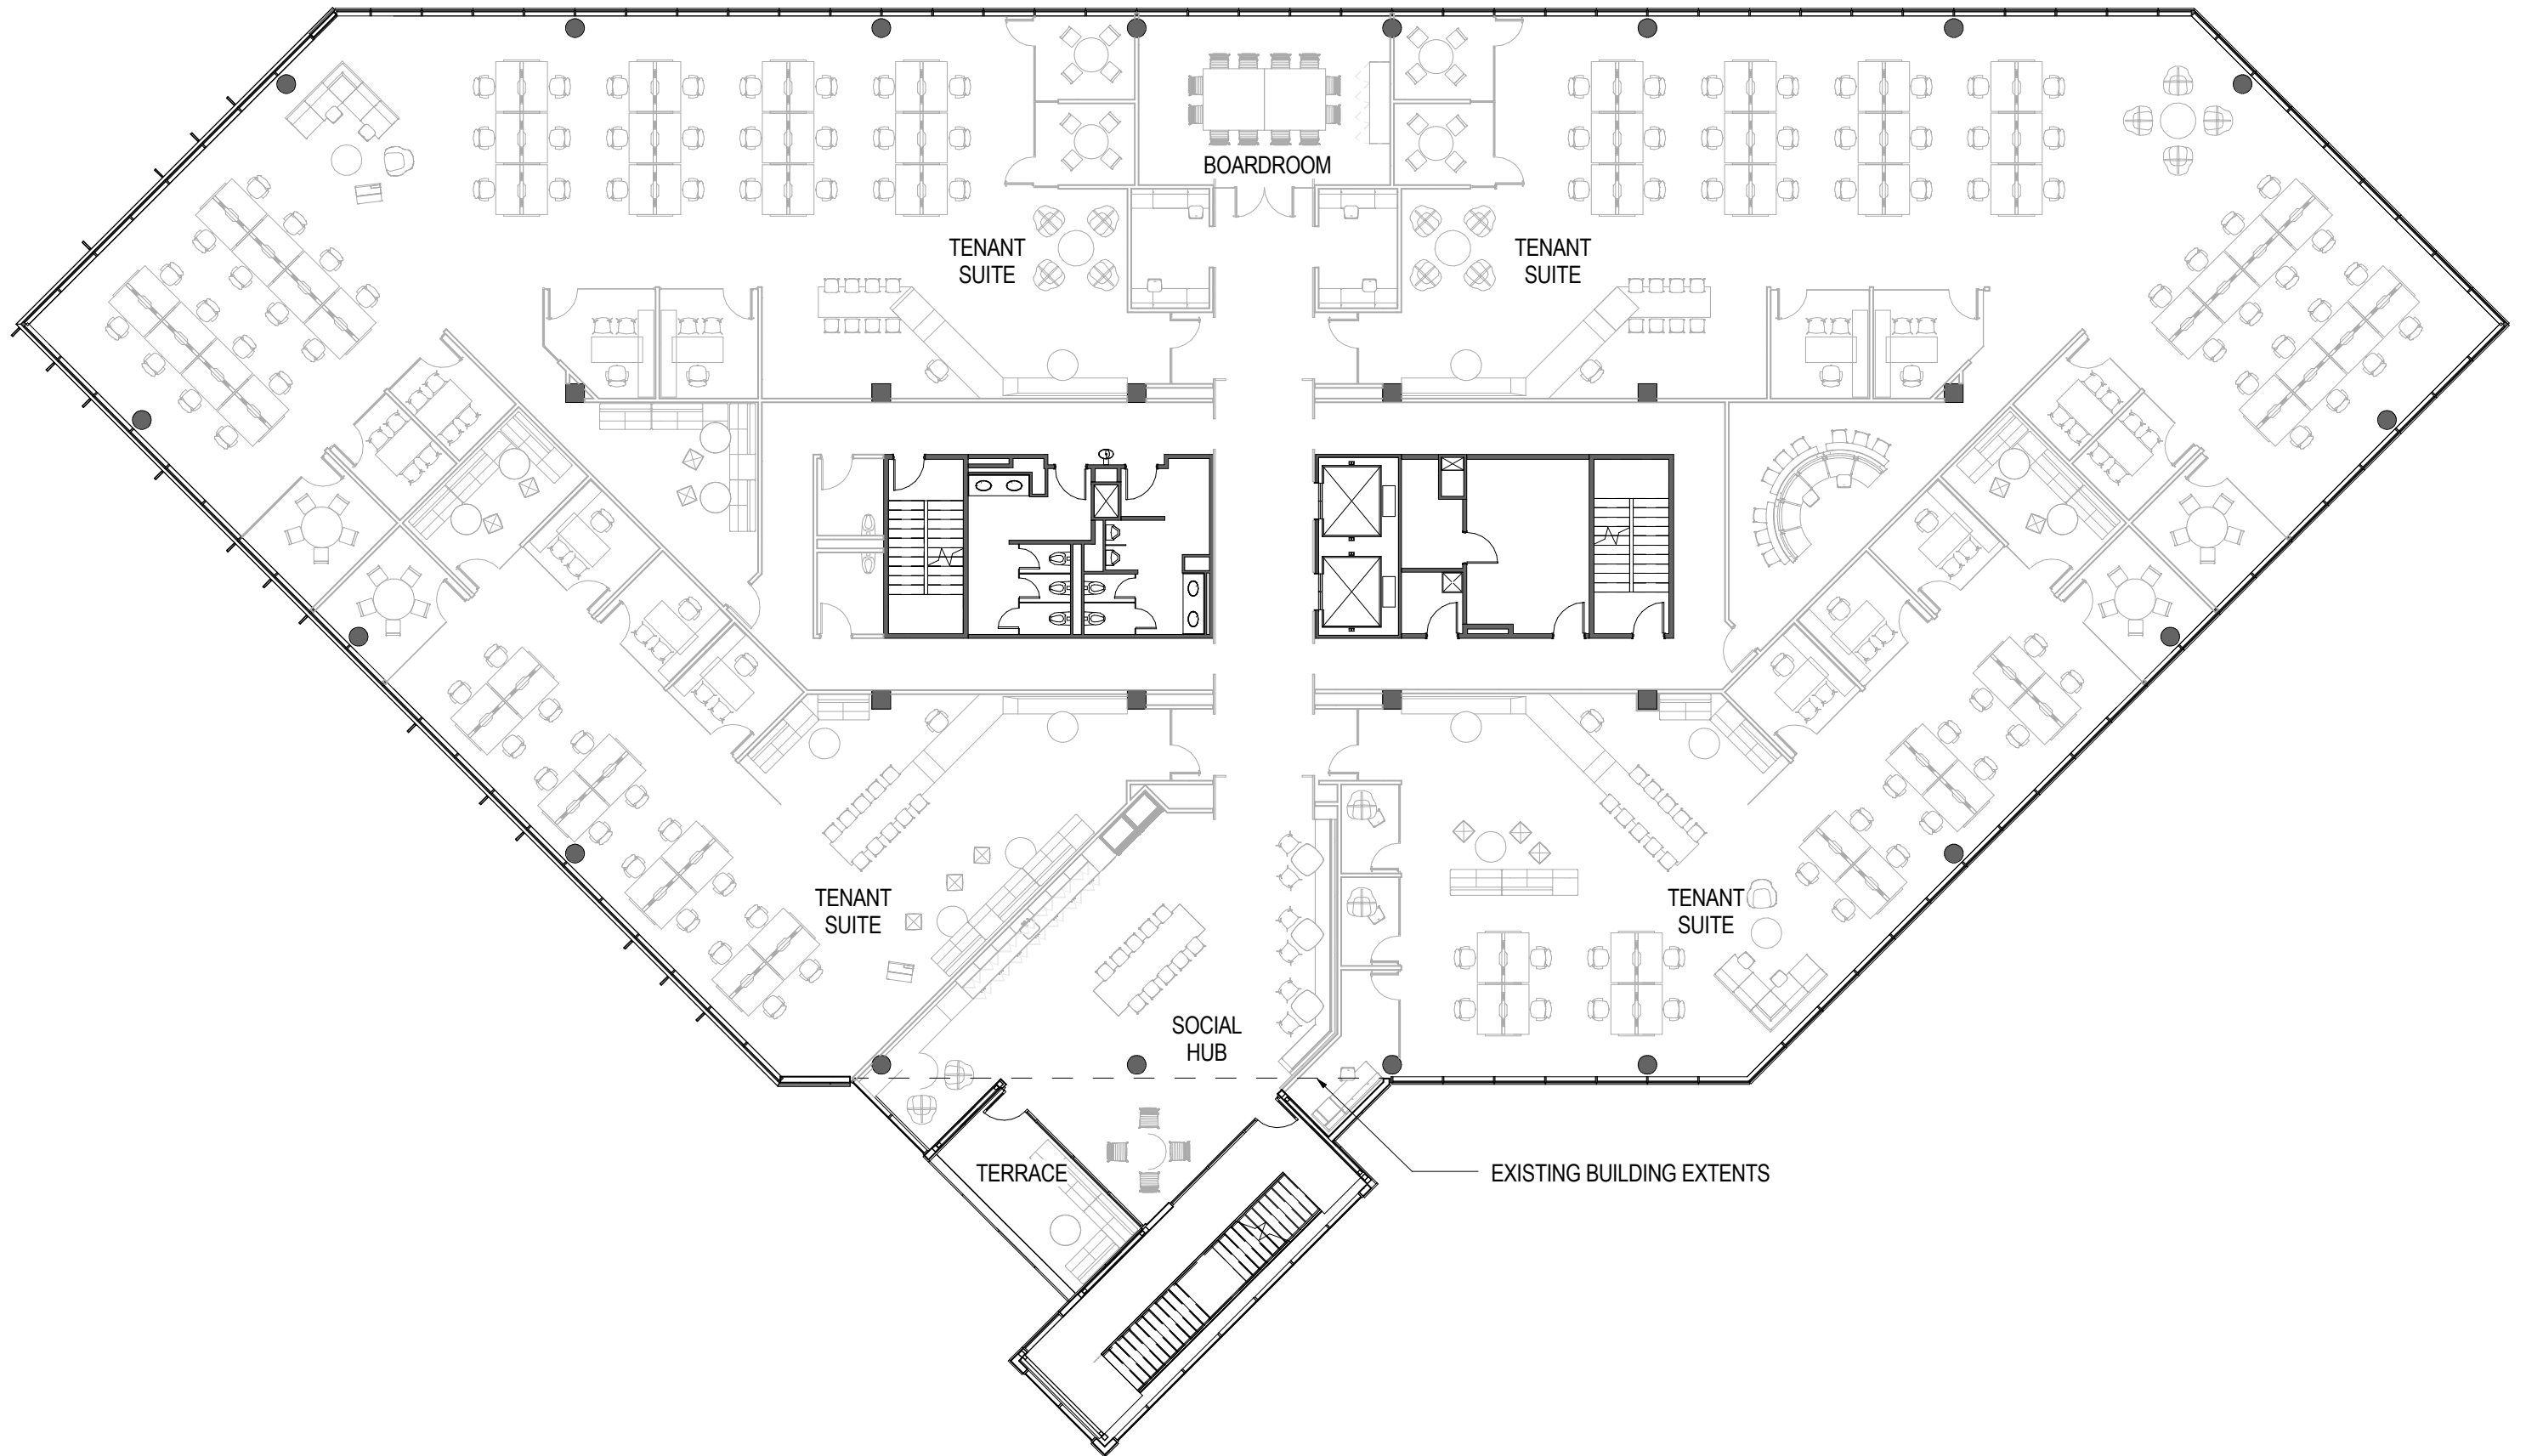 BOARDROOM
TENANT
SUITE
TENANT
SUITE
TENANT
SUITE
TENANT
SUITE
SOCIAL
HUB
TERRACE
EXISTING BUILDING EXTENTS